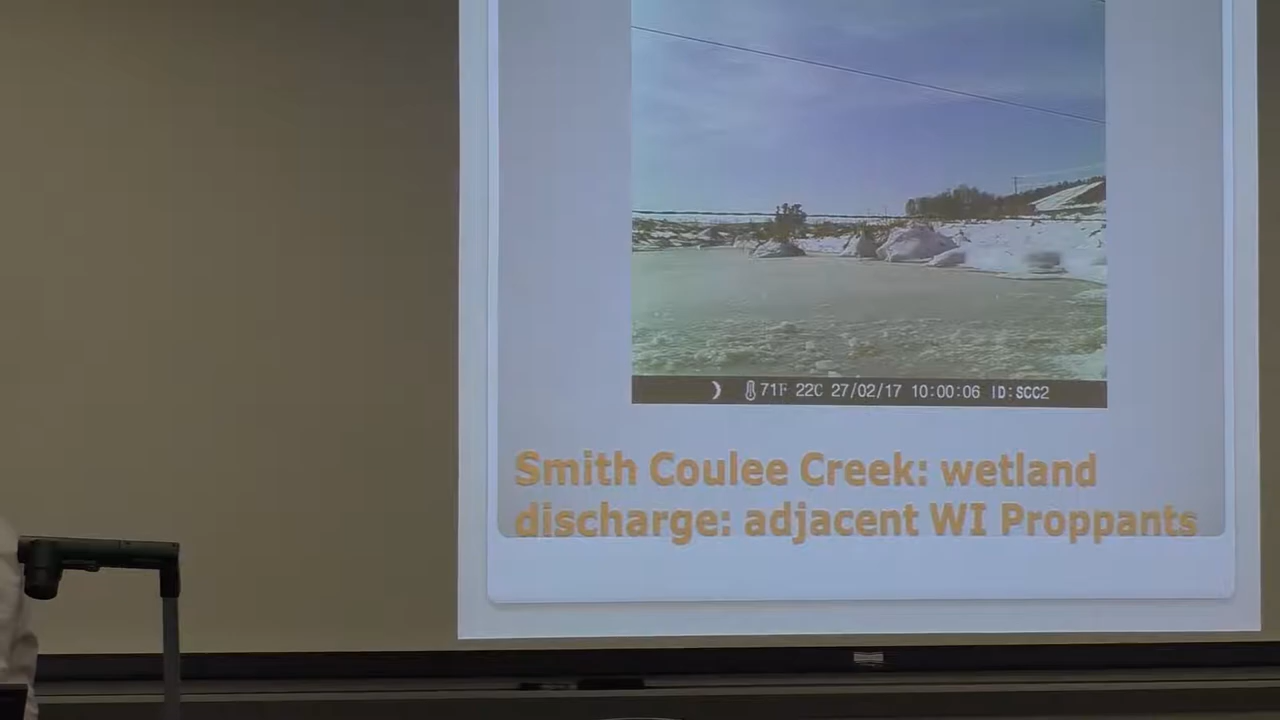 71F 22C 27/02/17 10:00:06 ID:SCC2
Smith Coulee Creek: wetland
discharge: adjacent WI Proppants